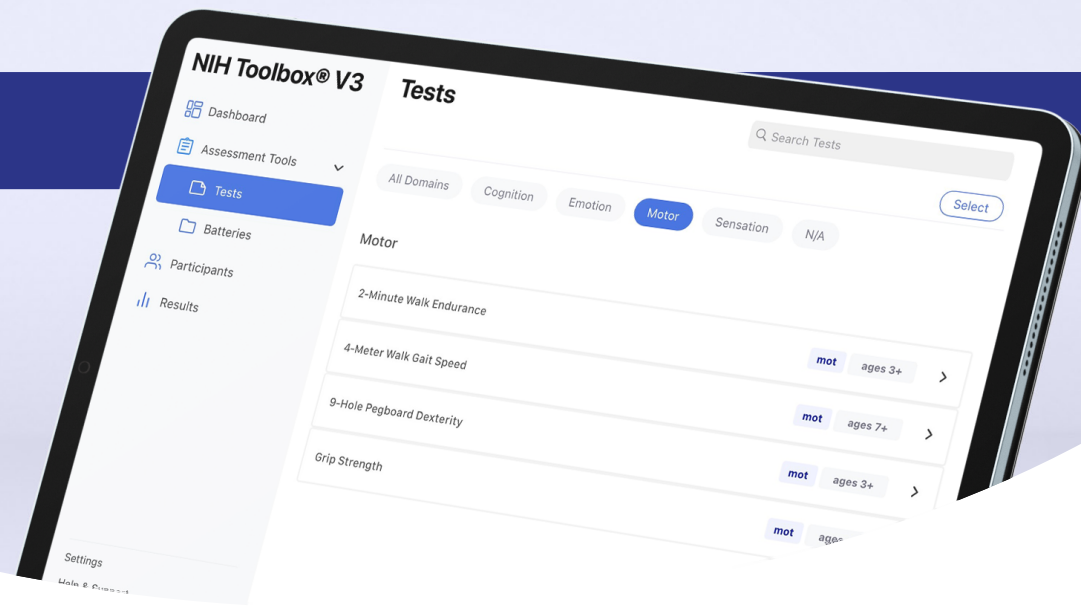 NIH Toolbox® V3
Dashboard
Assessment Tools
Tests
Batteries
Participants
Results
Settings
Help & Support
Tests
Search Tests
Select
All Domains
Cognition
Emotion
Motor
Sensation
N/A
Motor
2-Minute Walk Endurance
mot
ages 3+
4-Meter Walk Gait Speed
mot
ages 7+
9-Hole Pegboard Dexterity
mot
ages 3+
Grip Strength
mot